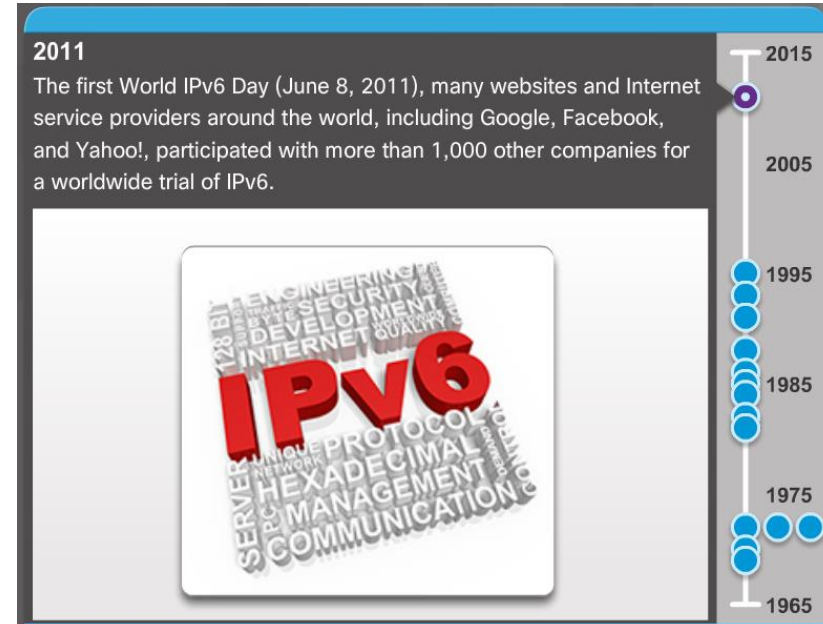 2011
The first World IPv6 Day (June 8, 2011), many websites and Internet
service providers around the world, including Google, Facebook,
and Yahoo!, participated with more than 1,000 other companies for
a worldwide trial of IPv6.
2015
2005
1995
1985
1975
1965
ENGINEERING
SECURITY
DEVELOPMENT
INTERNET
QUALITY
128 BIT
IPv6
UNIQUE
NETWORK
PROTOCOL
HEXADECIMAL
MANAGEMENT
COMMUNICATION
SERVER
PC
CONTROL
DEMAND